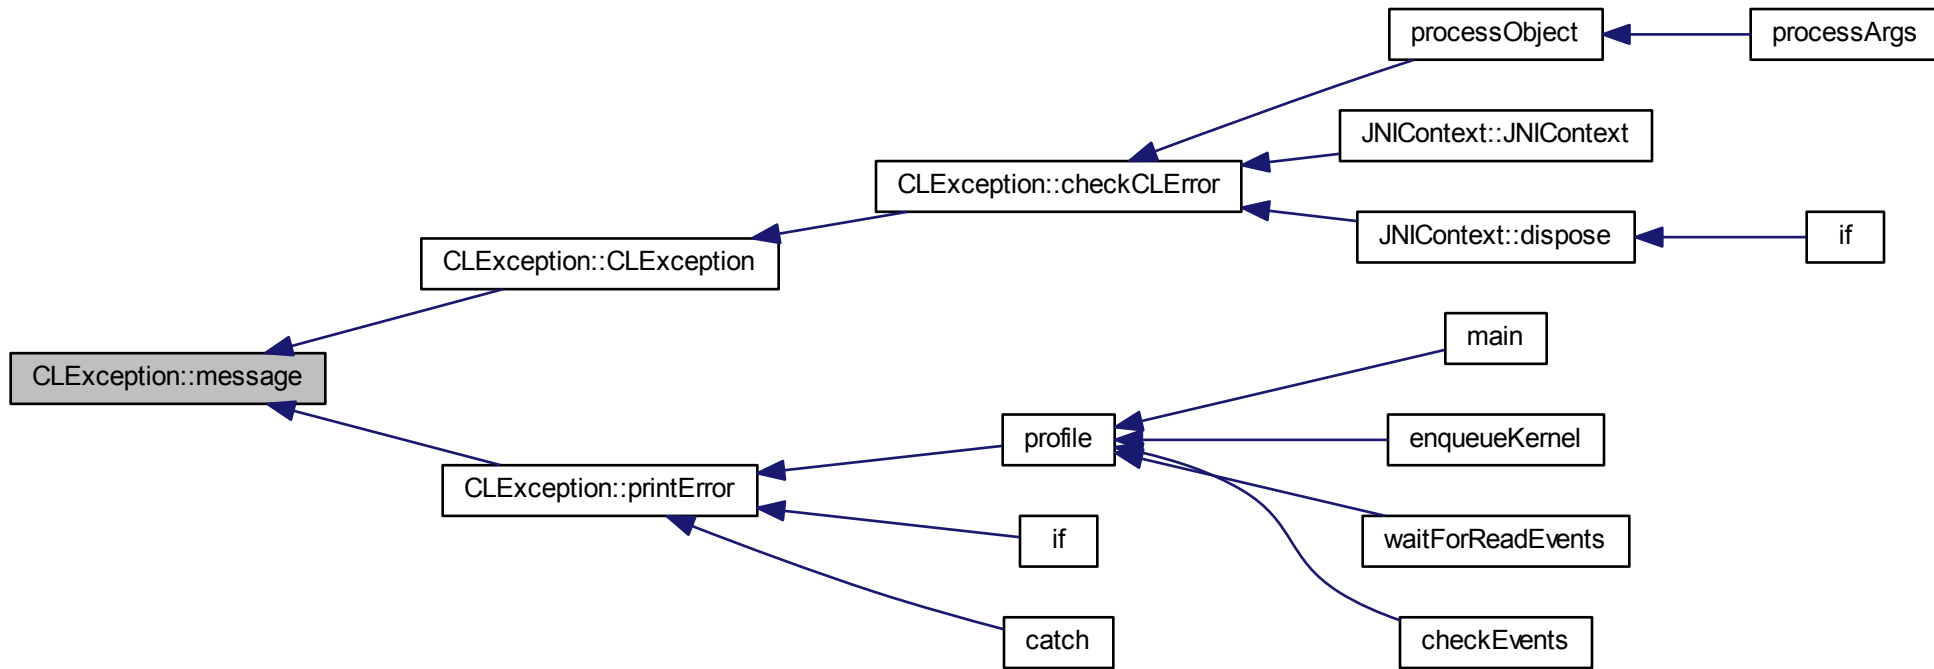 processObject
processArgs
JNIContext::JNIContext
CLException::checkCLError
JNIContext::dispose
if
CLException::CLException
main
CLException::message
profile
enqueueKernel
CLException::printError
if
waitForReadEvents
catch
checkEvents